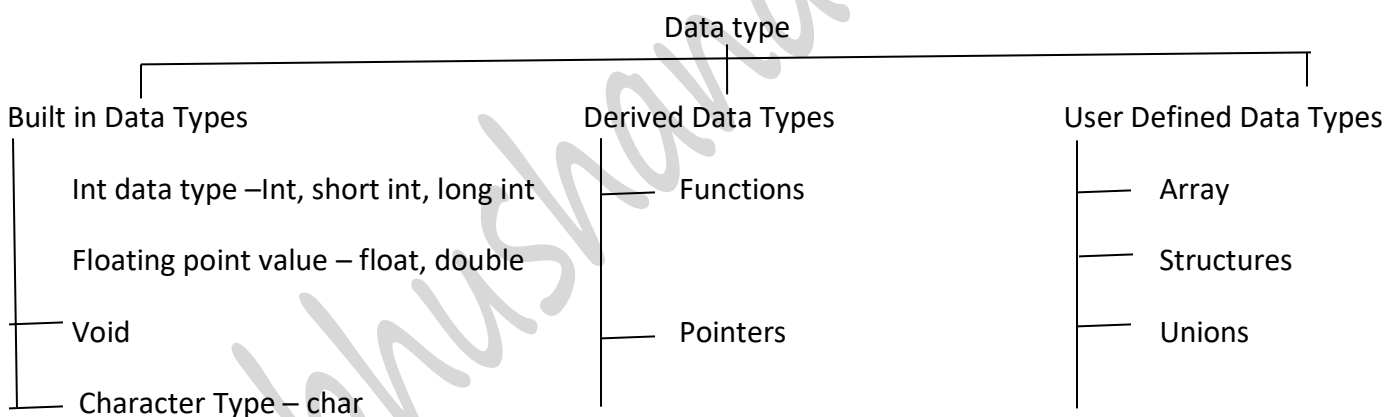 Data type
Built in Data Types Derived Data Types User Defined Data Types
Int data type –Int, short int, long int Functions Array
Floating point value – float, double Structures
Void Pointers Unions
Character Type – char